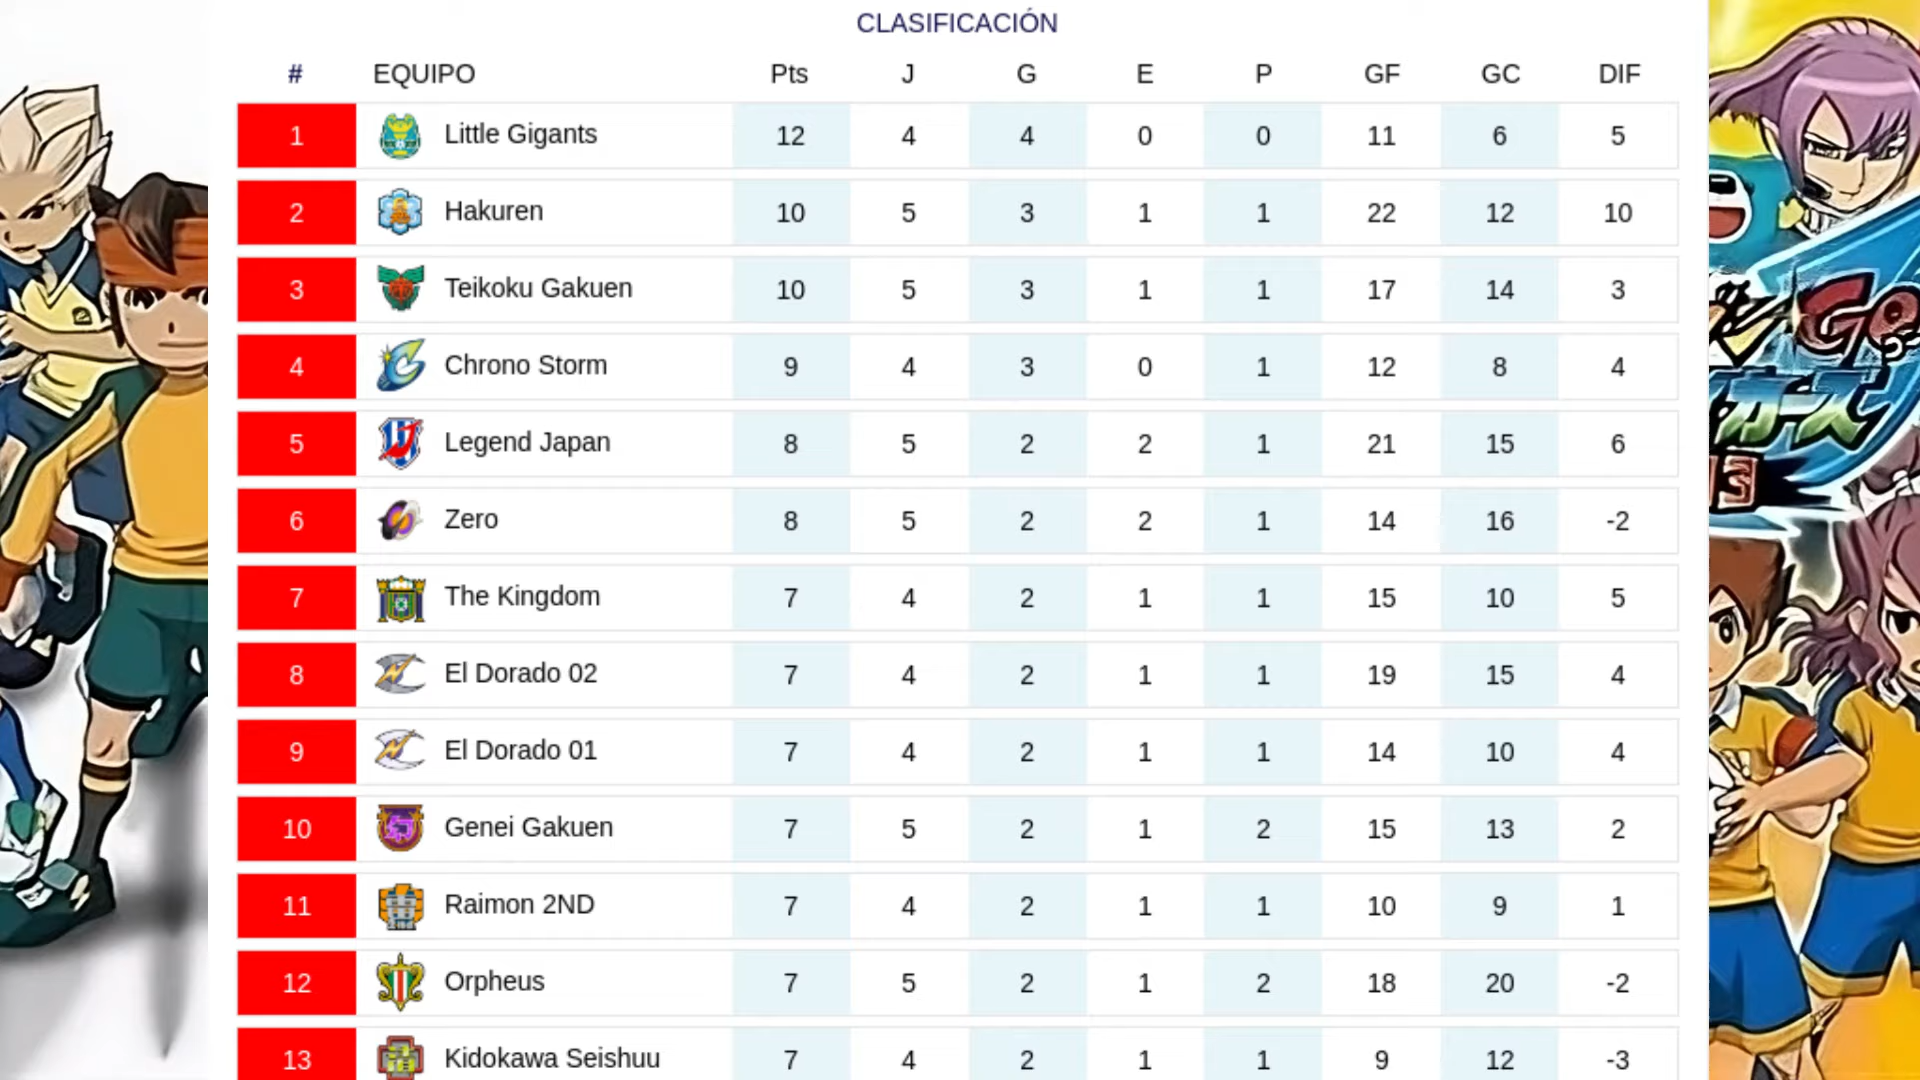 CLASIFICACIÓN
# EQUIPO Pts J G E P GF GC DIF
1 Little Gigants 12 4 4 0 0 11 6 5
2 Hakuren 10 5 3 1 1 22 12 10
3 Teikoku Gakuen 10 5 3 1 1 17 14 3
4 Chrono Storm 9 4 3 0 1 12 8 4
5 Legend Japan 8 5 2 2 1 21 15 6
6 Zero 8 5 2 2 1 14 16 -2
7 The Kingdom 7 4 2 1 1 15 10 5
8 El Dorado 02 7 4 2 1 1 19 15 4
9 El Dorado 01 7 4 2 1 1 14 10 4
10 Genei Gakuen 7 5 2 1 2 15 13 2
11 Raimon 2ND 7 4 2 1 1 10 9 1
12 Orpheus 7 5 2 1 2 18 20 -2
13 Kidokawa Seishuu 7 4 2 1 1 9 12 -3
GO
カーズ
13